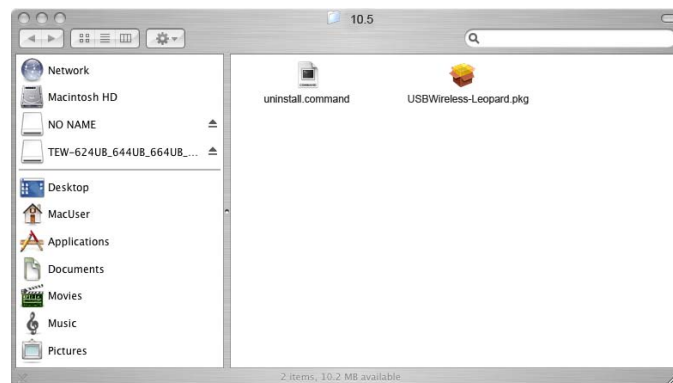 10.5
Network
Macintosh HD
NO NAME
TEW-624UB_644UB_664UB_...
Desktop
MacUser
Applications
Documents
Movies
Music
Pictures
uninstall.command
USBWireless-Leopard.pkg
2 items, 10.2 MB available